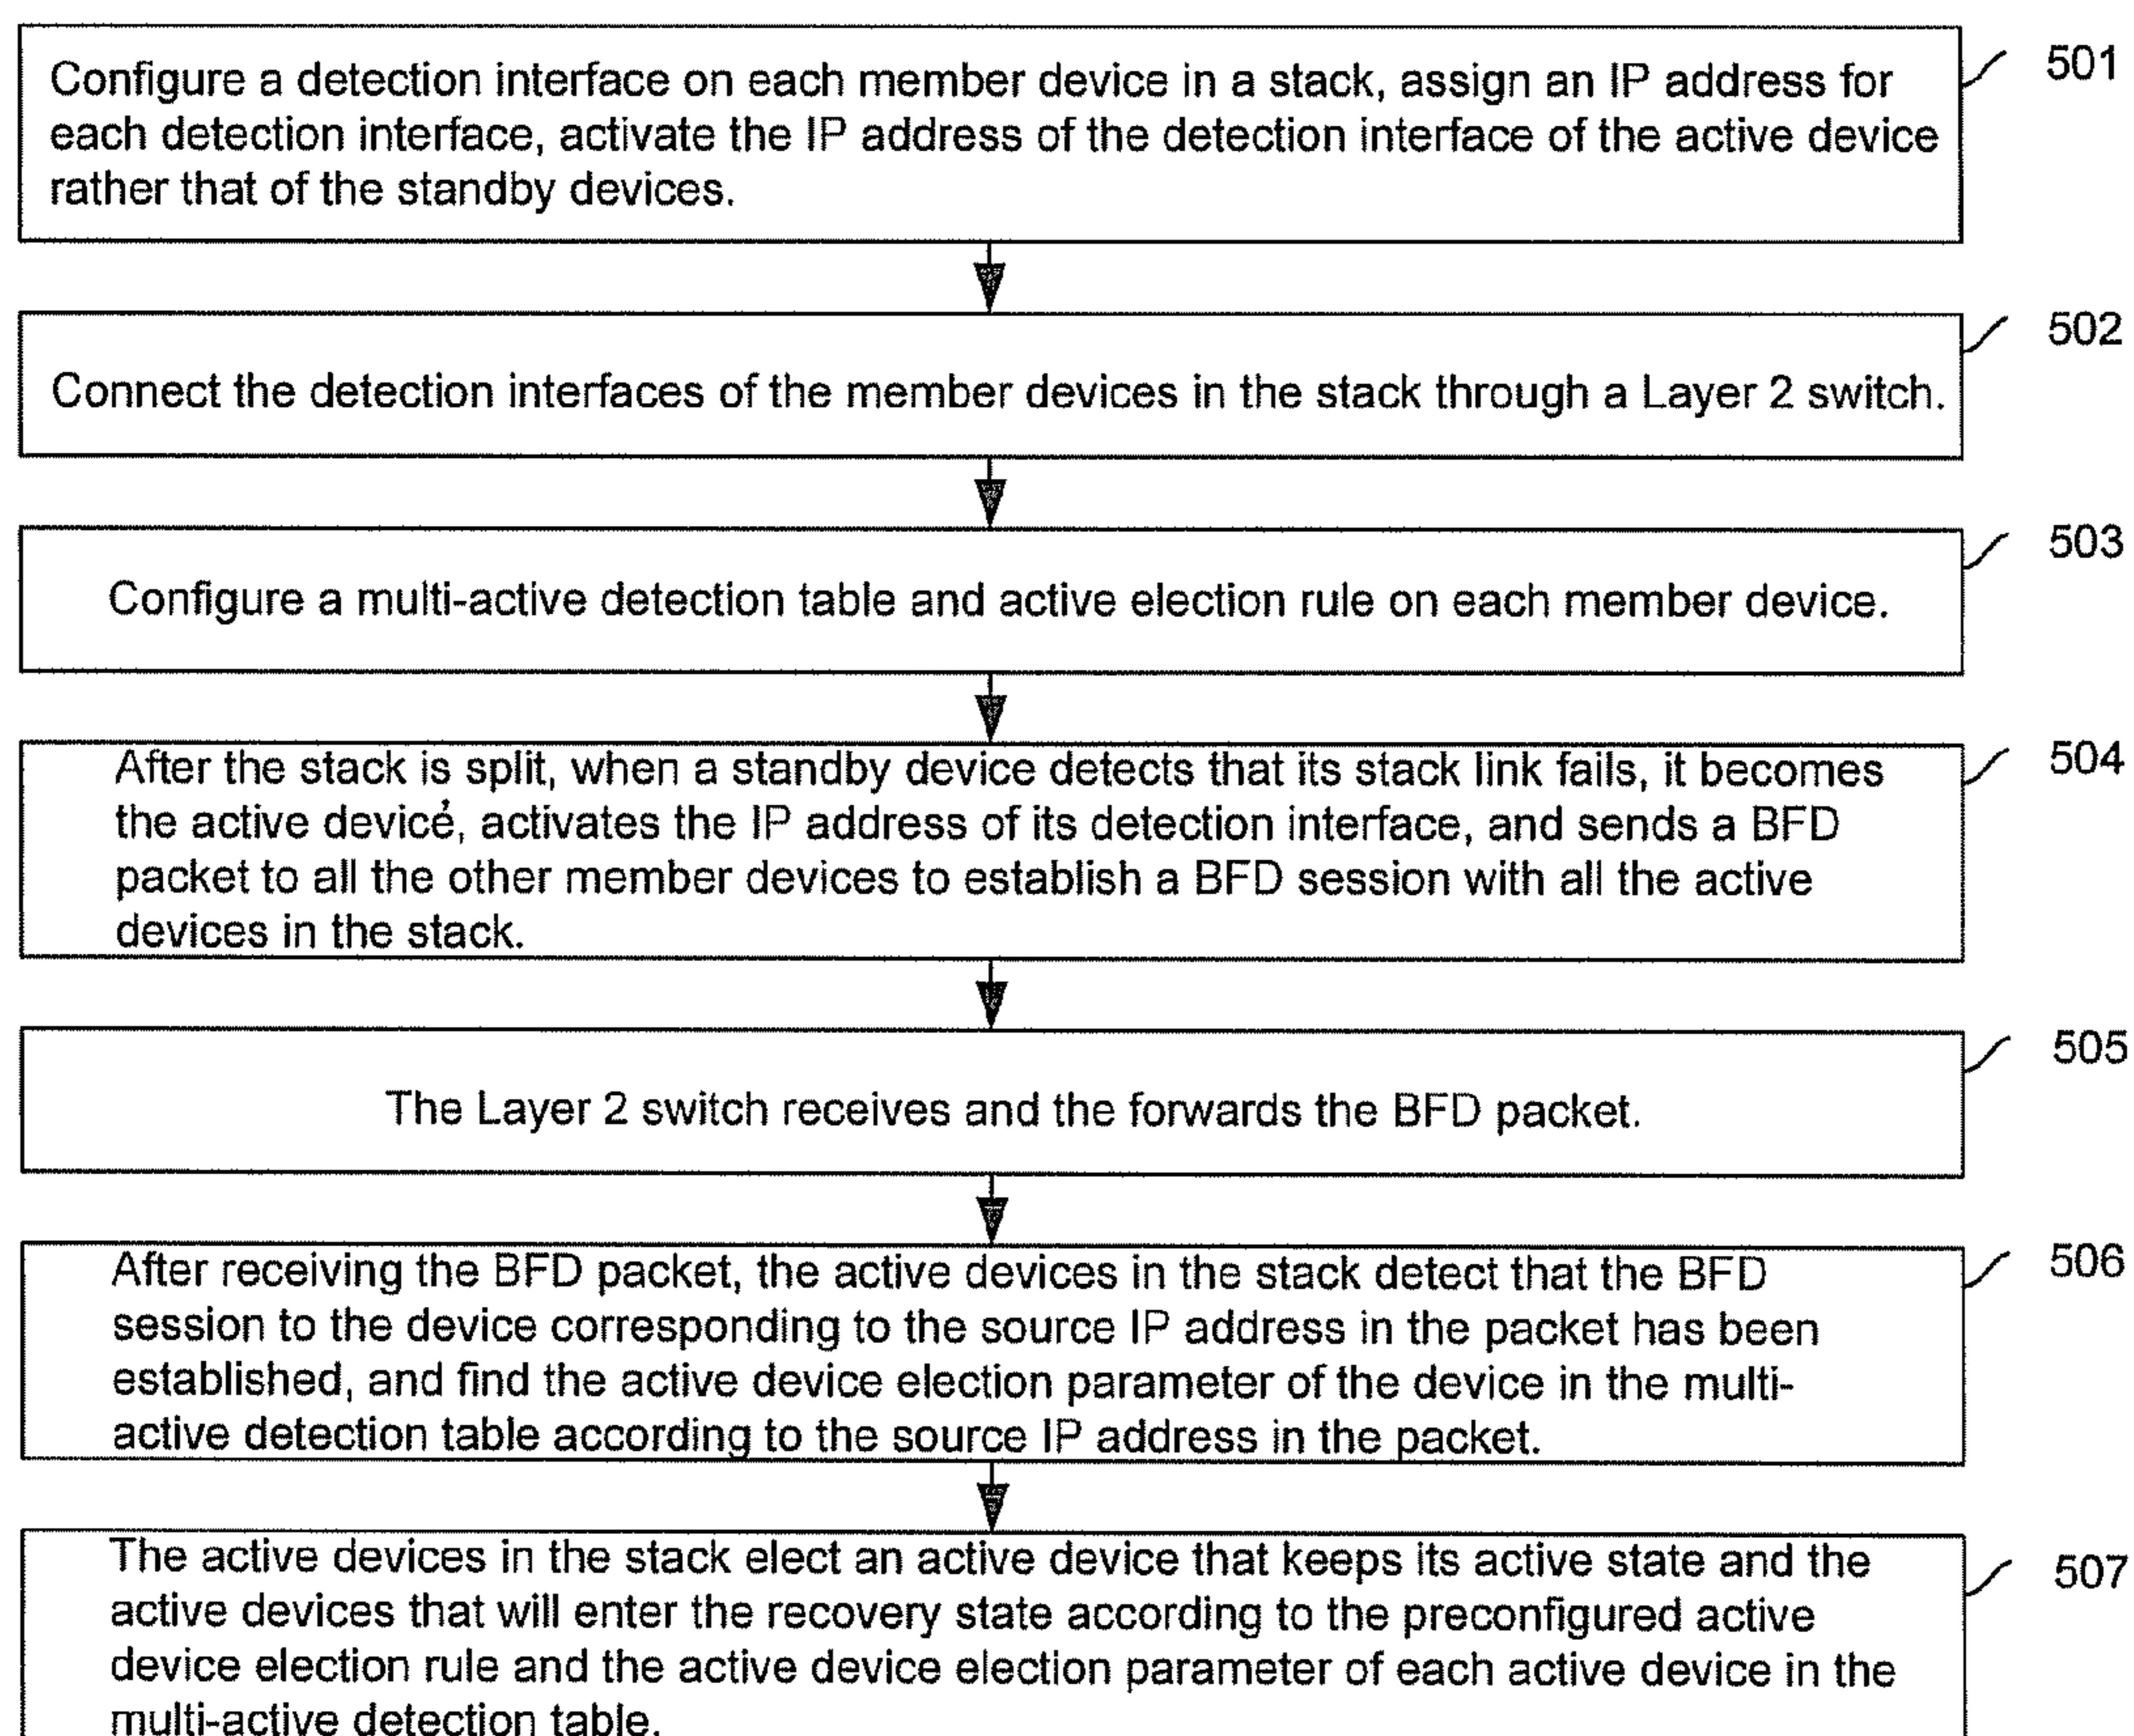 Configure a detection interface on each member device in a stack, assign an IP address for
each detection interface, activate the IP address of the detection interface of the active device
rather that of the standby devices.
501
Connect the detection interfaces of the member devices in the stack through a Layer 2 switch.
502
Configure a multi-active detection table and active election rule on each member device.
503
After the stack is split, when a standby device detects that its stack link fails, it becomes
the active device, activates the IP address of its detection interface, and sends a BFD
packet to all the other member devices to establish a BFD session with all the active
devices in the stack.
504
The Layer 2 switch receives and the forwards the BFD packet.
505
After receiving the BFD packet, the active devices in the stack detect that the BFD
session to the device corresponding to the source IP address in the packet has been
established, and find the active device election parameter of the device in the multi-
active detection table according to the source IP address in the packet.
506
The active devices in the stack elect an active device that keeps its active state and the
active devices that will enter the recovery state according to the preconfigured active
device election rule and the active device election parameter of each active device in the
multi-active detection table.
507